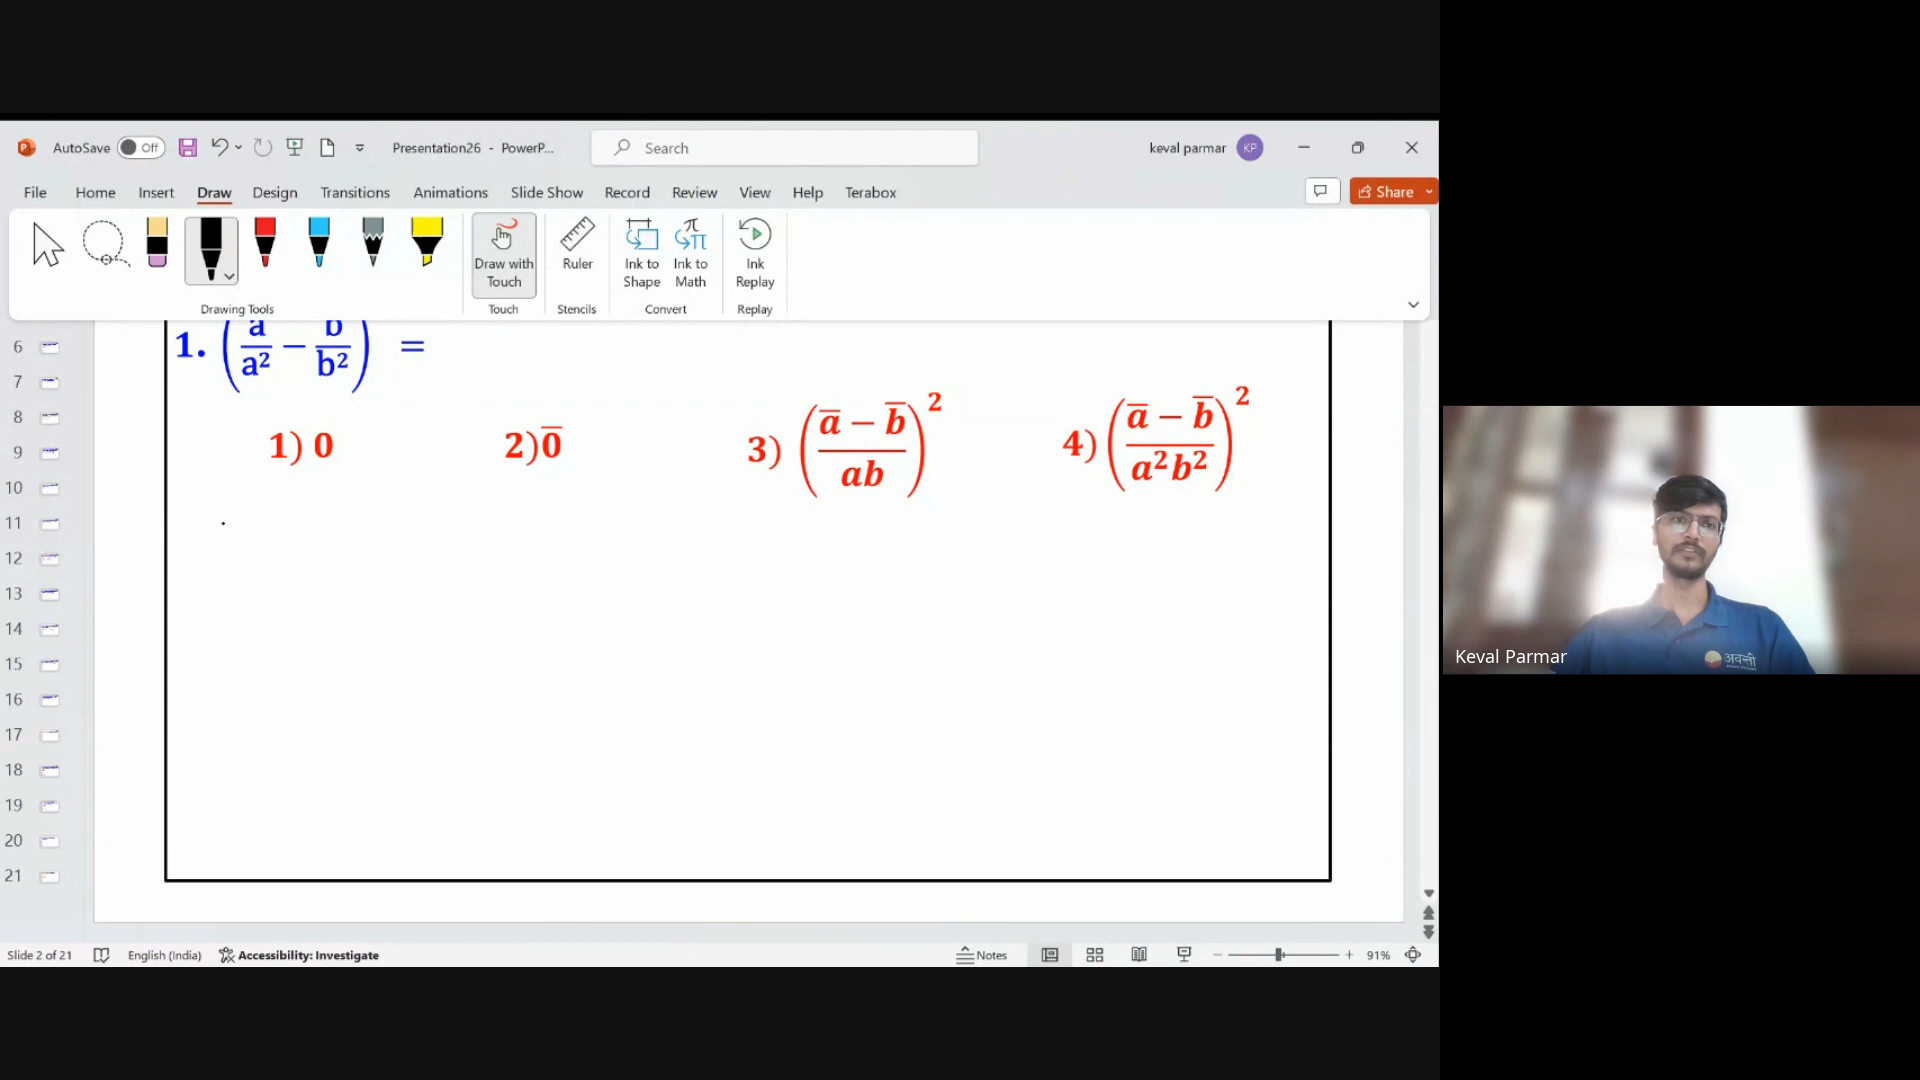 AutoSave Off Presentation26 - PowerP... Search keval parmar KP
File Home Insert Draw Design Transitions Animations Slide Show Record Review View Help Terabox Share
Draw with Touch Ruler Ink to Shape Ink to Math Ink Replay
Drawing Tools Touch Stencils Convert Replay
1. (a/a² − b/b²) =
1) 0 2) 0̅ 3) ((a̅ − b̅)/ab)² 4) ((a̅ − b̅)/a²b²)²
6
7
8
9
10
11
12
13
14
15
16
17
18
19
20
21
अवन्ती
Keval Parmar
Slide 2 of 21 English (India) Accessibility: Investigate Notes 91%